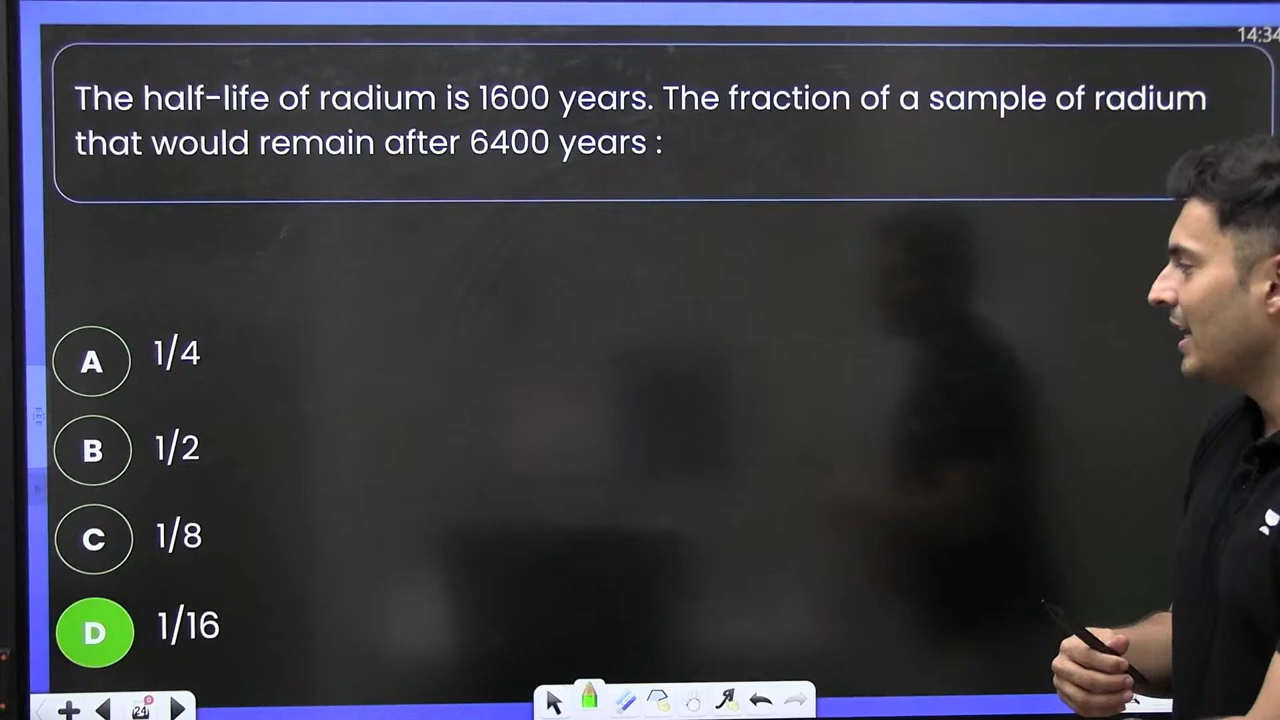 14:34
The half-life of radium is 1600 years. The fraction of a sample of radium
that would remain after 6400 years :
A 1/4
B 1/2
C 1/8
D 1/16
24